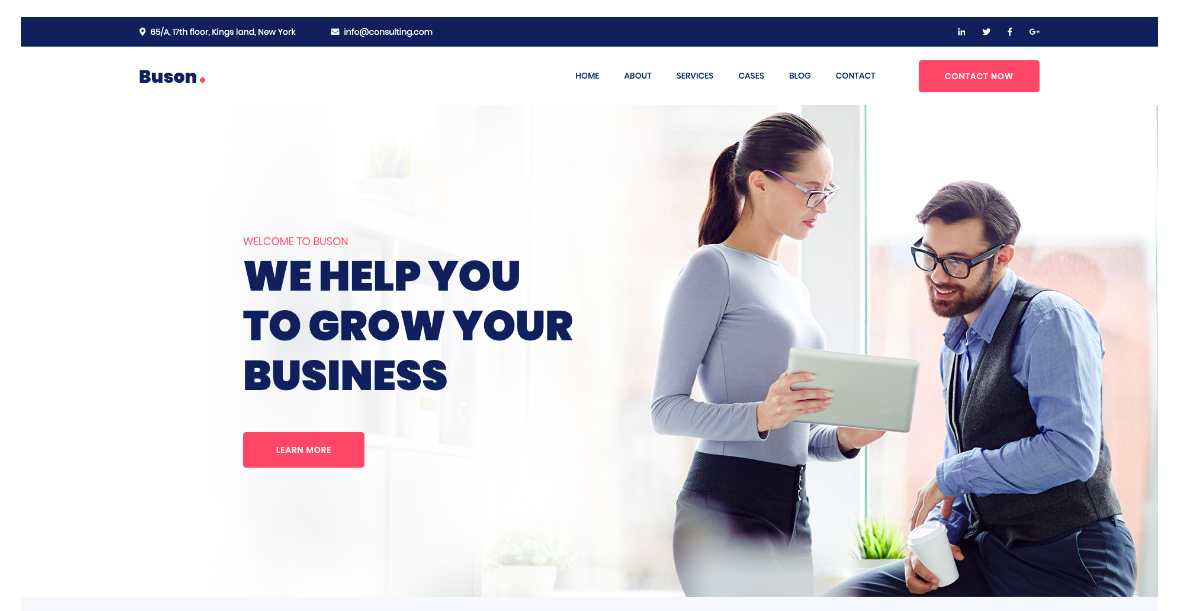 65/A, 17th floor, Kings land, New York info@consulting.com in G+
Buson. HOME ABOUT SERVICES CASES BLOG CONTACT CONTACT NOW
WELCOME TO BUSON
WE HELP YOU
TO GROW YOUR
BUSINESS
LEARN MORE